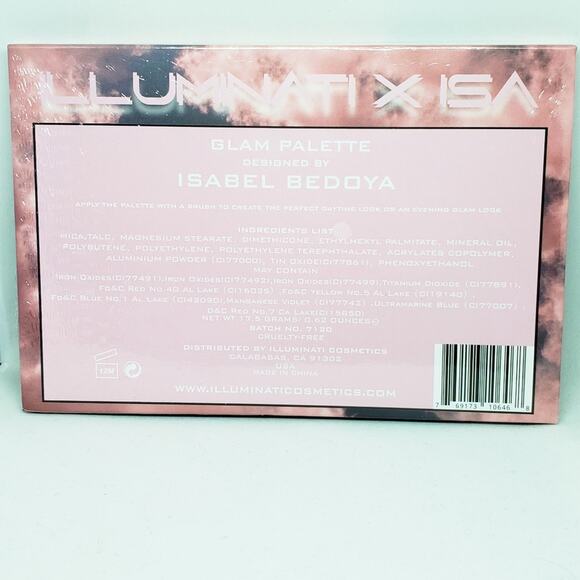 ILLUMINATI X ISA
GLAM PALETTE
DESIGNED BY
ISABEL BEDOYA
APPLY THE PALETTE WITH A BRUSH TO CREATE THE PERFECT DAYTIME LOOK OR AN EVENING GLAM LOOK
INGREDIENTS LIST
MICA,TALC, MAGNESIUM STEARATE, DIMETHICONE, ETHYLHEXYL PALMITATE, MINERAL OIL,
POLYBUTENE, POLYETHYLENE, POLYETHYLENE TEREPHTHALATE, ACRYLATES COPOLYMER,
ALUMINIUM POWDER (CI77000), TIN OXIDE(CI77861), PHENOXYETHANOL
MAY CONTAIN
IRON OXIDES(CI77491),IRON OXIDES(CI77492),IRON OXIDES(CI77499),TITANIUM DIOXIDE (CI77891),
FD&C RED NO.40 AL LAKE (CI16035) ,FD&C YELLOW NO.5 AL LAKE (CI19140) ,
FD&C BLUE NO.1 AL LAKE (CI42090),MANGANESE VIOLET (CI77742) ,ULTRAMARINE BLUE (CI77007) ,
D&C RED NO.7 CA LAKE(CI15850)
NET WT 17.5 GRAMS/ 0.62 OUNCES
BATCH NO. 7120
CRUELTY-FREE
DISTRIBUTED BY ILLUMINATI COSMETICS
CALABASAS, CA 91302
USA
MADE IN CHINA
12M
WWW.ILLUMINATICOSMETICS.COM
7 69173 10646 8